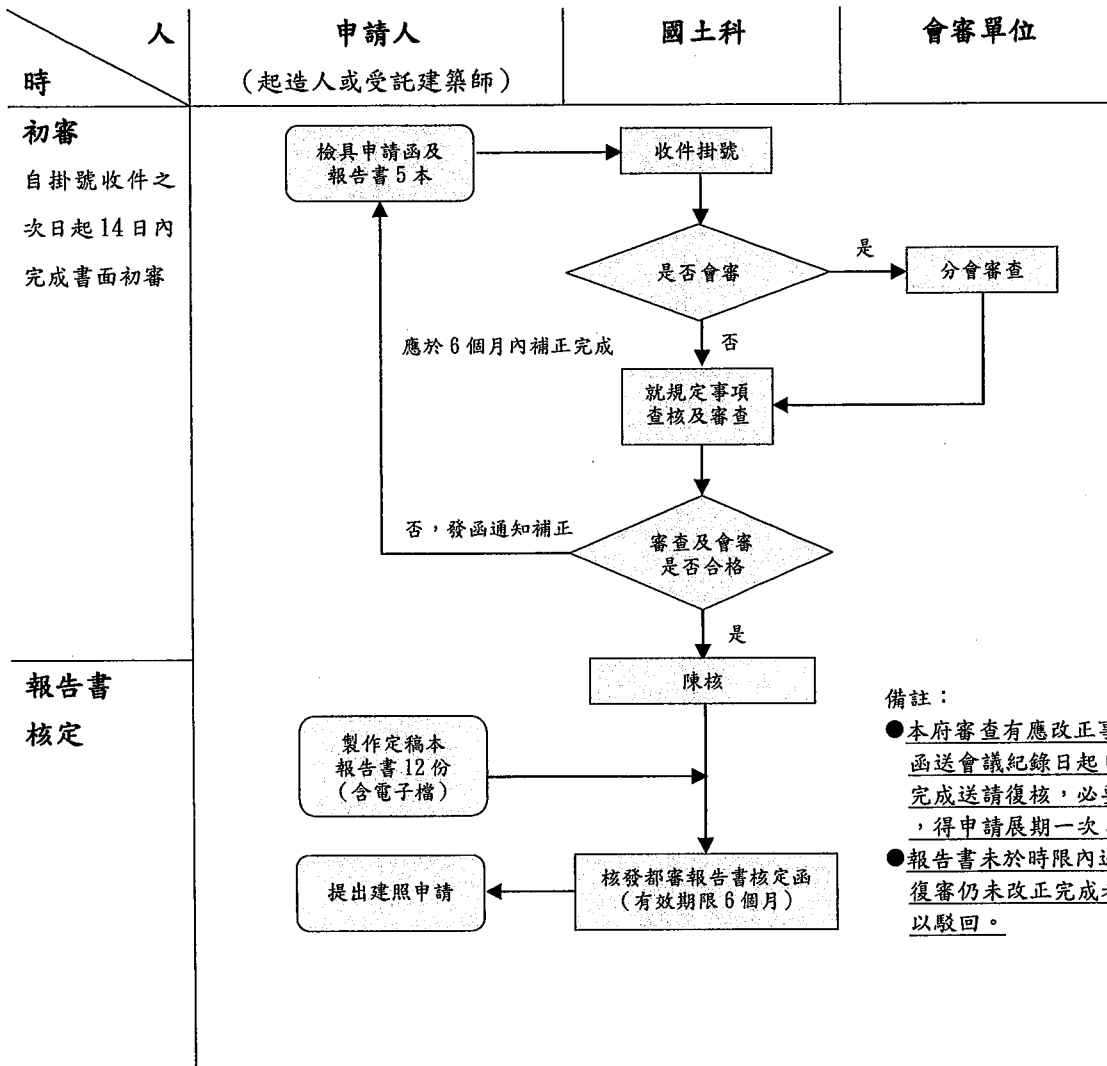 人
時
申請人
（起造人或受託建築師）
國土科
會審單位
初審
自掛號收件之
次日起14日內
完成書面初審
檢具申請函及
報告書5本
收件掛號
是否會審
是
分會審查
否
應於6個月內補正完成
就規定事項
查核及審查
否，發函通知補正
審查及會審
是否合格
是
報告書
核定
陳核
製作定稿本
報告書12份
（含電子檔）
核發都審報告書核定函
（有效期限6個月）
提出建照申請
備註：
●本府審查有應改正
函送會議紀錄日起
完成送請復核，必
，得申請展期一次
●報告書未於時限內
復審仍未改正完成
以駁回。